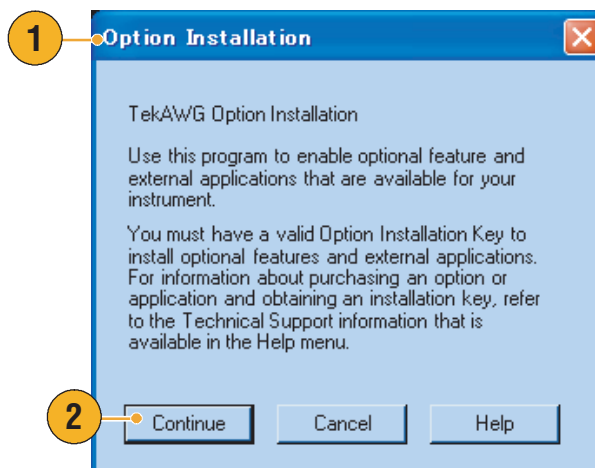 1
Option Installation
TekAWG Option Installation
Use this program to enable optional feature and
external applications that are available for your
instrument.
You must have a valid Option Installation Key to
install optional features and external applications.
For information about purchasing an option or
application and obtaining an installation key, refer
to the Technical Support information that is
available in the Help menu.
2
Continue Cancel Help